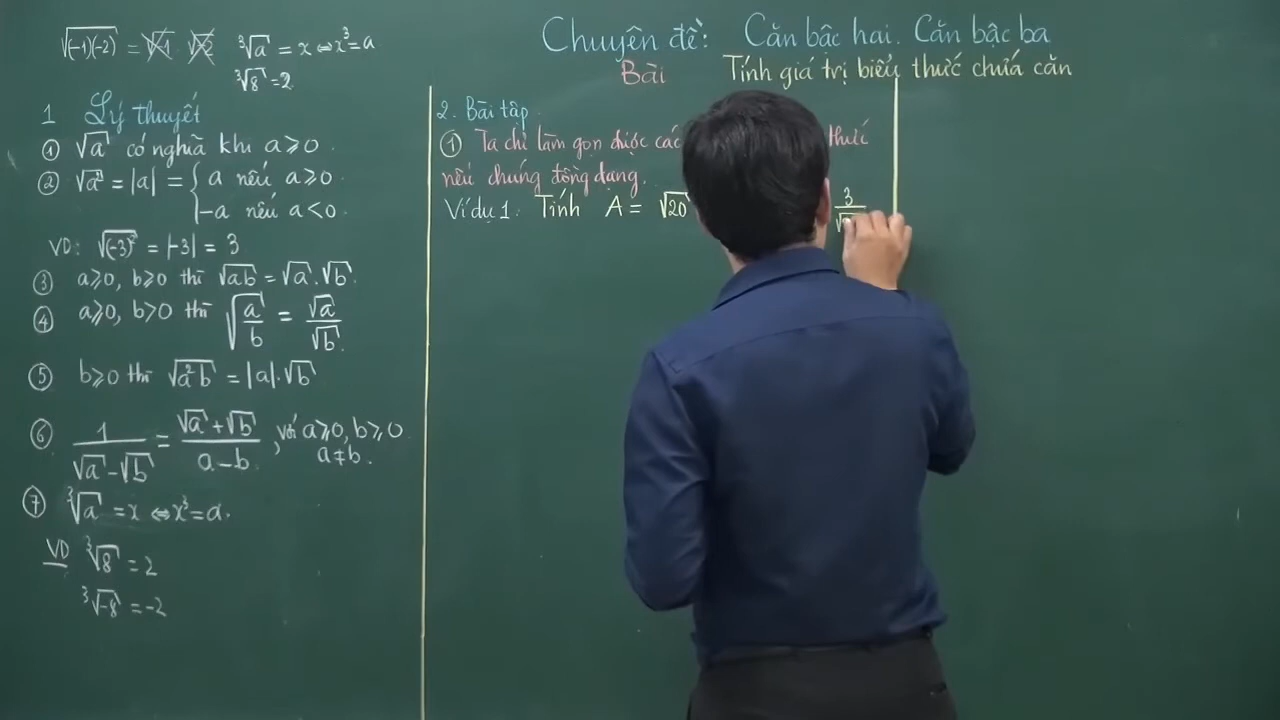 Chuyên đề: Căn bậc hai. Căn bậc ba
Bài Tính giá trị biểu thức chứa căn
√(-1)(-2) = √-1 √-2
∛a = x ⇔ x³ = a
∛8 = 2
1 Lý thuyết
① √a có nghĩa khi a ⩾ 0
② √a² = |a| = { a nếu a ⩾ 0
-a nếu a < 0.
VD: √(-3)² = |-3| = 3
③ a ⩾ 0, b ⩾ 0 thì √ab = √a.√b
④ a ⩾ 0, b > 0 thì √(a/b) = √a/√b.
⑤ b ⩾ 0 thì √a²b = |a|.√b
⑥ 1/(√a - √b) = (√a + √b)/(a - b), với a ⩾ 0, b ⩾ 0
a ≠ b.
⑦ ∛a = x ⇔ x³ = a.
VD ∛8 = 2
∛-8 = -2
2. Bài tập
① Ta chỉ làm gọn được các thức
nếu chúng đồng dạng.
Ví dụ 1. Tính A = √20 3/√